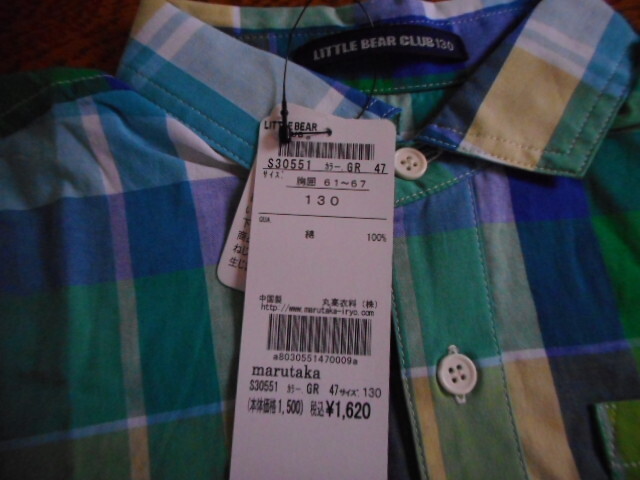 LITTLE BEAR CLUB 130
LITTLE BEAR
S30551 カラー. GR 47
サイズ:
胸囲 61~67
130
QUA.
綿 100%
中国製 丸高衣料(株)
http://www.marutaka-iryo.com
a8030551470009a
marutaka
S30551 カラー. GR 47 サイズ: 130
(本体価格1,500) 税込 ¥1,620